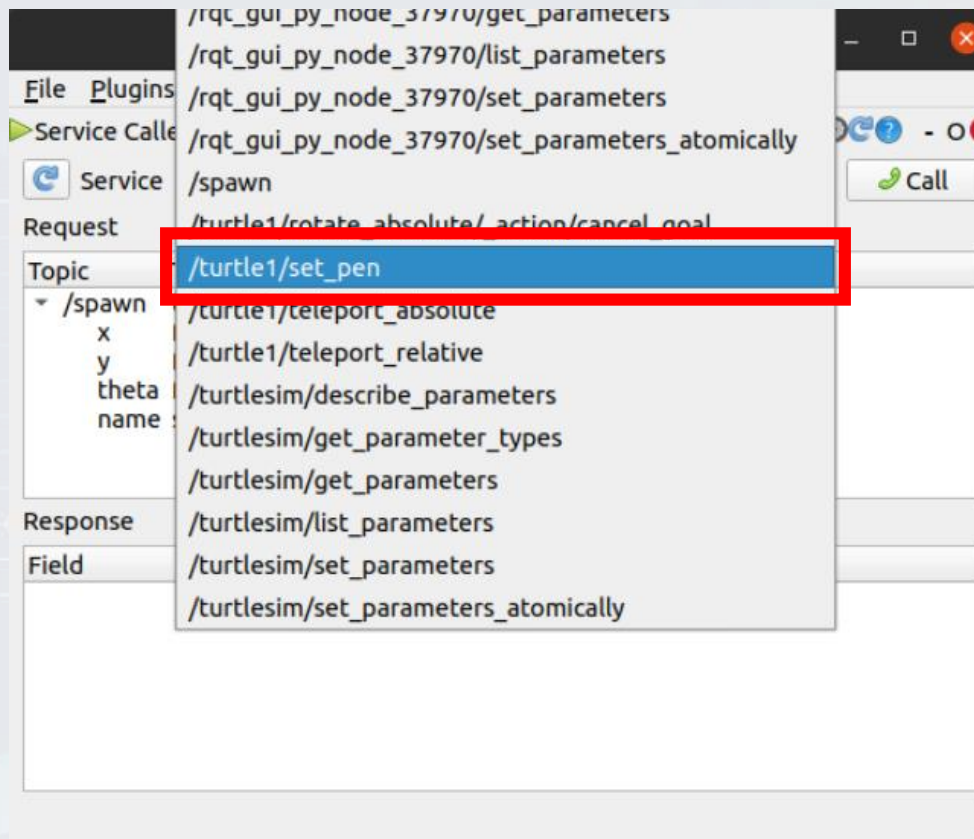 /rqt_gui_py_node_37970/get_parameters
/rqt_gui_py_node_37970/list_parameters
File Plugins
/rqt_gui_py_node_37970/set_parameters
Service Calle
/rqt_gui_py_node_37970/set_parameters_atomically
- O
Service
/spawn
Call
Request
/turtle1/rotate_absolute/_action/cancel_goal
Topic
/turtle1/set_pen
/spawn
/turtle1/teleport_absolute
x
y
/turtle1/teleport_relative
theta
/turtlesim/describe_parameters
name
/turtlesim/get_parameter_types
/turtlesim/get_parameters
Response
/turtlesim/list_parameters
Field
/turtlesim/set_parameters
/turtlesim/set_parameters_atomically